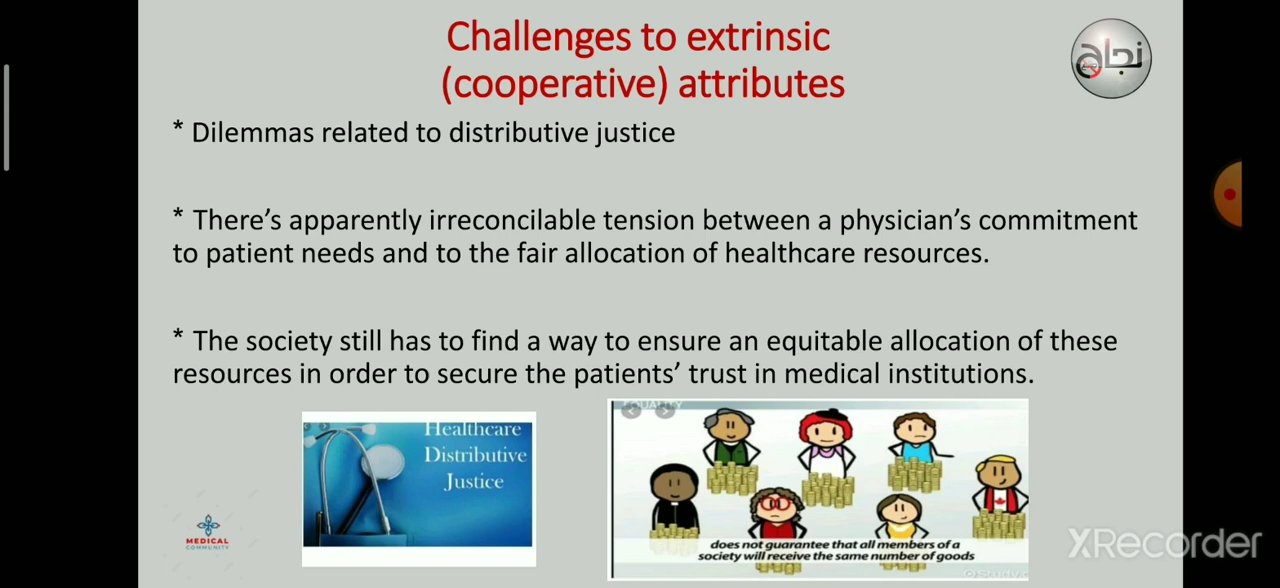 Challenges to extrinsic
(cooperative) attributes
* Dilemmas related to distributive justice
* There’s apparently irreconcilable tension between a physician’s commitment
to patient needs and to the fair allocation of healthcare resources.
* The society still has to find a way to ensure an equitable allocation of these
resources in order to secure the patients’ trust in medical institutions.
Healthcare
Distributive
Justice
EQUALITY
does not guarantee that all members of a
society will receive the same number of goods
MEDICAL
COMMUNITY
XRecorder